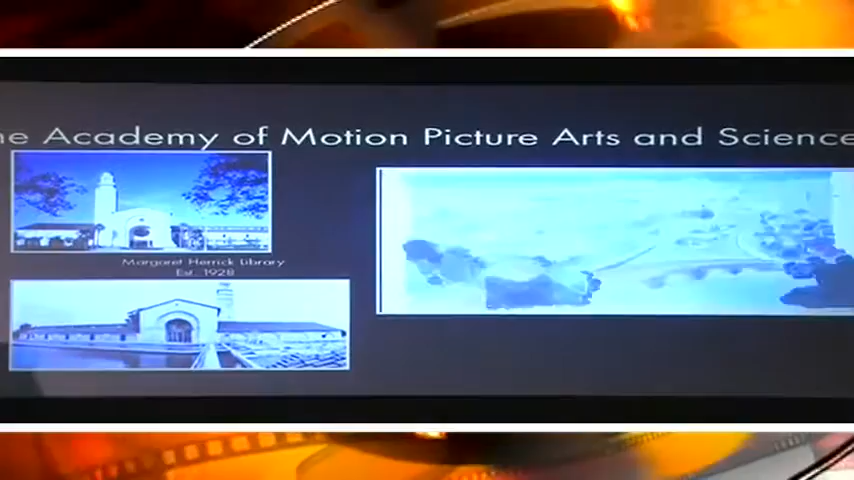 he Academy of Motion Picture Arts and Science
Margaret Herrick Library
Est. 1928